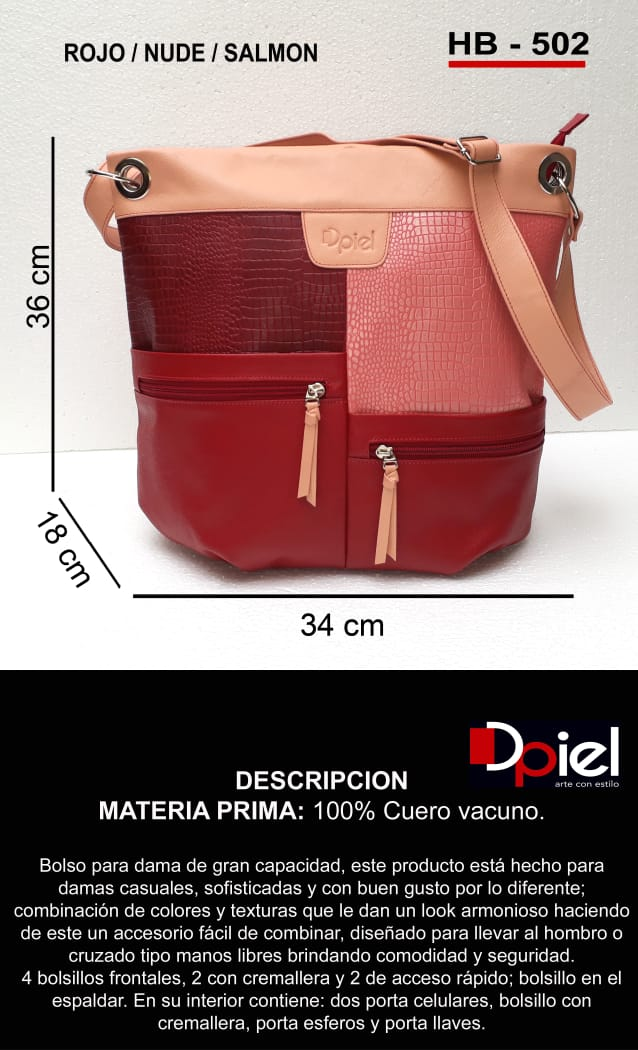 ROJO / NUDE / SALMON
HB - 502
36 cm
Dpiel
18 cm
34 cm
Dpiel
arte con estilo
DESCRIPCION
MATERIA PRIMA: 100% Cuero vacuno.
Bolso para dama de gran capacidad, este producto está hecho para
damas casuales, sofisticadas y con buen gusto por lo diferente;
combinación de colores y texturas que le dan un look armonioso haciendo
de este un accesorio fácil de combinar, diseñado para llevar al hombro o
cruzado tipo manos libres brindando comodidad y seguridad.
4 bolsillos frontales, 2 con cremallera y 2 de acceso rápido; bolsillo en el
espaldar. En su interior contiene: dos porta celulares, bolsillo con
cremallera, porta esferos y porta llaves.